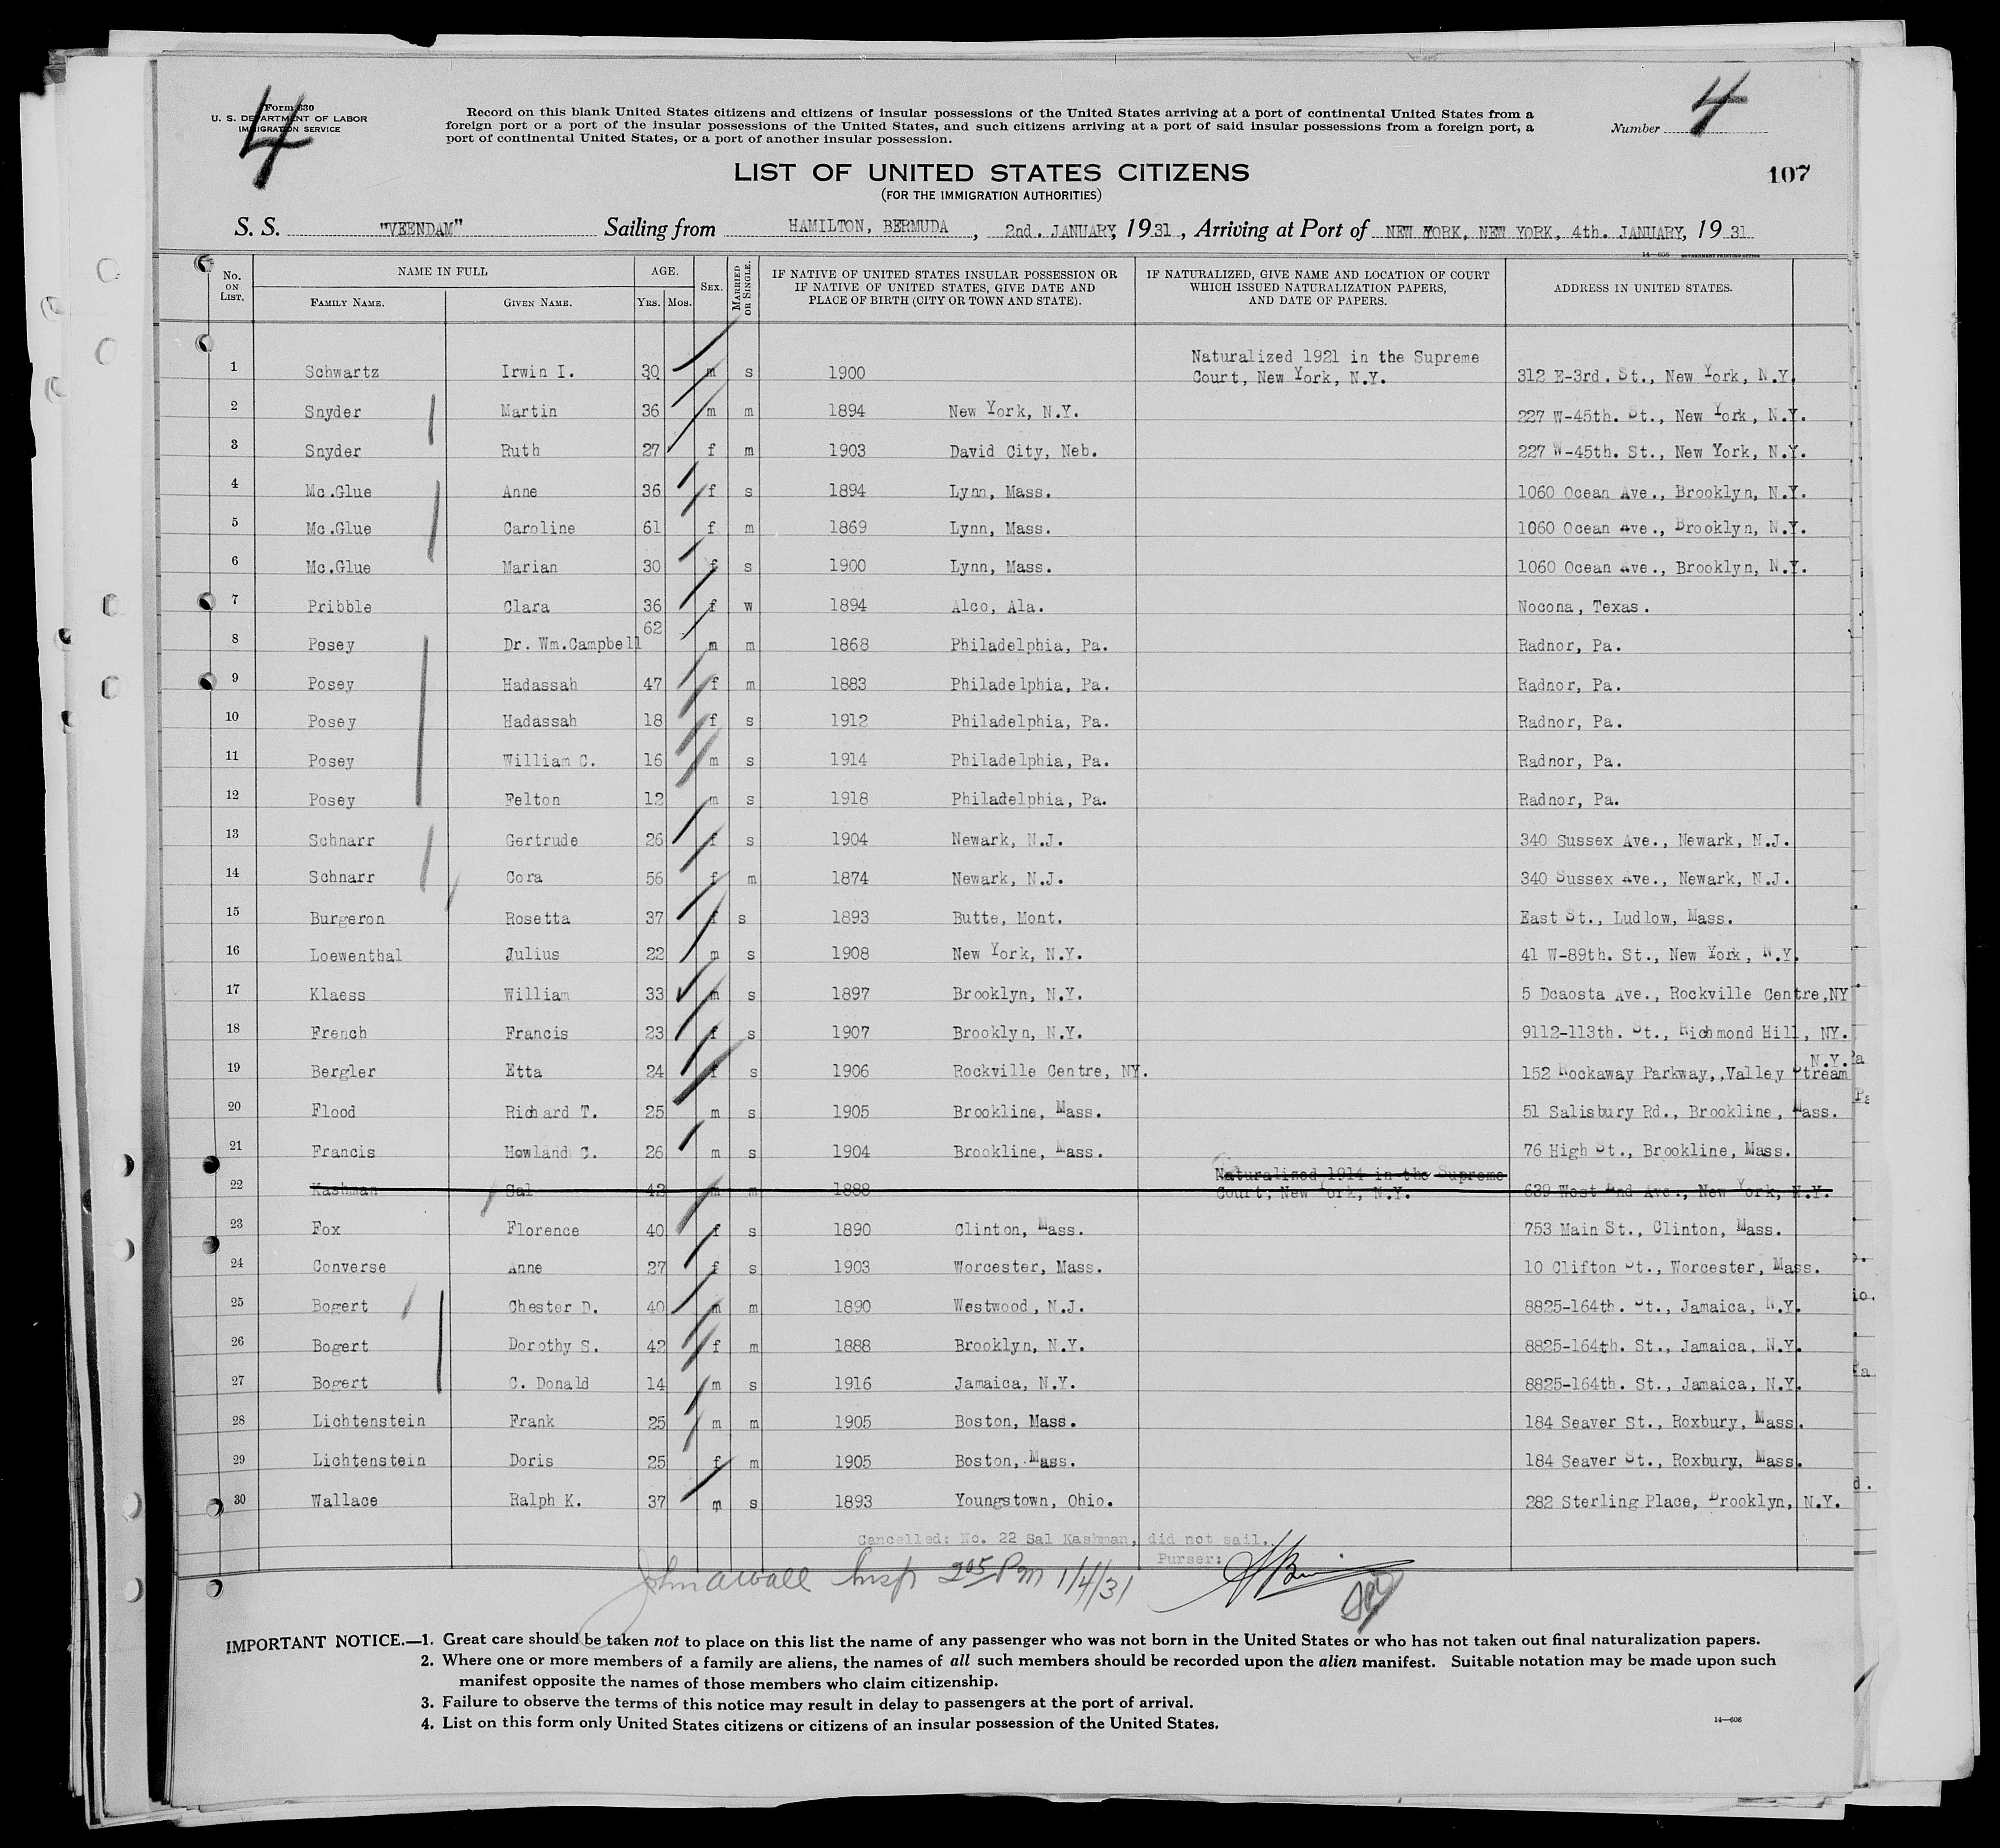 Form 630
U. S. DEPARTMENT OF LABOR
IMMIGRATION SERVICE
4
Record on this blank United States citizens and citizens of insular possessions of the United States arriving at a port of continental United States from a
foreign port or a port of the insular possessions of the United States, and such citizens arriving at a port of said insular possessions from a foreign port, a
port of continental United States, or a port of another insular possession.
Number 4
LIST OF UNITED STATES CITIZENS
(FOR THE IMMIGRATION AUTHORITIES)
107
S. S. "VEENDAM" Sailing from HAMILTON, BERMUDA, 2nd. JANUARY, 1931, Arriving at Port of NEW YORK, NEW YORK, 4th. JANUARY, 1931
14—608 GOVERNMENT PRINTING OFFICE
No. ON LIST. NAME IN FULL FAMILY NAME. GIVEN NAME. AGE. YRS. MOS. SEX. MARRIED OR SINGLE. IF NATIVE OF UNITED STATES INSULAR POSSESSION OR IF NATIVE OF UNITED STATES, GIVE DATE AND PLACE OF BIRTH (CITY OR TOWN AND STATE). IF NATURALIZED, GIVE NAME AND LOCATION OF COURT WHICH ISSUED NATURALIZATION PAPERS, AND DATE OF PAPERS. ADDRESS IN UNITED STATES.
1 Schwartz Irwin I. 30 m s 1900 Naturalized 1921 in the Supreme Court, New York, N.Y. 312 E-3rd. St., New York, N.Y.
2 Snyder Martin 36 m m 1894 New York, N.Y. 227 W-45th. St., New York, N.Y.
3 Snyder Ruth 27 f m 1903 David City, Neb. 227 W-45th. St., New York, N.Y.
4 Mc.Glue Anne 36 f s 1894 Lynn, Mass. 1060 Ocean Ave., Brooklyn, N.Y.
5 Mc.Glue Caroline 61 f m 1869 Lynn, Mass. 1060 Ocean Ave., Brooklyn, N.Y.
6 Mc.Glue Marian 30 f s 1900 Lynn, Mass. 1060 Ocean Ave., Brooklyn, N.Y.
7 Pribble Clara 36 f w 1894 Alco, Ala. Nocona, Texas.
8 Posey Dr. Wm.Campbell 62 m m 1868 Philadelphia, Pa. Radnor, Pa.
9 Posey Hadassah 47 f m 1883 Philadelphia, Pa. Radnor, Pa.
10 Posey Hadassah 18 f s 1912 Philadelphia, Pa. Radnor, Pa.
11 Posey William C. 16 m s 1914 Philadelphia, Pa. Radnor, Pa.
12 Posey Felton 12 m s 1918 Philadelphia, Pa. Radnor, Pa.
13 Schnarr Gertrude 26 f s 1904 Newark, N.J. 340 Sussex Ave., Newark, N.J.
14 Schnarr Cora 56 f m 1874 Newark, N.J. 340 Sussex Ave., Newark, N.J.
15 Burgeron Rosetta 37 f s 1893 Butte, Mont. East St., Ludlow, Mass.
16 Loewenthal Julius 22 m s 1908 New York, N.Y. 41 W-89th. St., New York, N.Y.
17 Klaess William 33 m s 1897 Brooklyn, N.Y. 5 Dcaosta Ave., Rockville Centre,NY
18 French Francis 23 f s 1907 Brooklyn, N.Y. 9112-113th. St., Richmond Hill, NY.
19 Bergler Etta 24 f s 1906 Rockville Centre, NY. 152 Rockaway Parkway,,Valley Stream N.Y.
20 Flood Richard T. 25 m s 1905 Brookline, Mass. 51 Salisbury Rd., Brookline, Mass.
21 Francis Howland C. 26 m s 1904 Brookline, Mass. 76 High St., Brookline, Mass.
22 Kashman Sal 42 m m 1888 Naturalized 1914 in the Supreme Court, New York, N.Y. 639 West End Ave., New York, N.Y.
23 Fox Florence 40 f s 1890 Clinton, Mass. 753 Main St., Clinton, Mass.
24 Converse Anne 27 f s 1903 Worcester, Mass. 10 Clifton St., Worcester, Mass.
25 Bogert Chester D. 40 m m 1890 Westwood, N.J. 8825-164th. St., Jamaica, N.Y.
26 Bogert Dorothy S. 42 f m 1888 Brooklyn, N.Y. 8825-164th. St., Jamaica, N.Y.
27 Bogert C. Donald 14 m s 1916 Jamaica, N.Y. 8825-164th. St., Jamaica, N.Y.
28 Lichtenstein Frank 25 m m 1905 Boston, Mass. 184 Seaver St., Roxbury, Mass.
29 Lichtenstein Doris 25 f m 1905 Boston, Mass. 184 Seaver St., Roxbury, Mass.
30 Wallace Ralph K. 37 m s 1893 Youngstown, Ohio. 282 Sterling Place, Brooklyn, N.Y.
Cancelled: No. 22 Sal Kashman, did not sail.
Purser:
Insp 2 05 Pm 1/4/31
IMPORTANT NOTICE.—1. Great care should be taken not to place on this list the name of any passenger who was not born in the United States or who has not taken out final naturalization papers.
2. Where one or more members of a family are aliens, the names of all such members should be recorded upon the alien manifest. Suitable notation may be made upon such
manifest opposite the names of those members who claim citizenship.
3. Failure to observe the terms of this notice may result in delay to passengers at the port of arrival.
4. List on this form only United States citizens or citizens of an insular possession of the United States.
14—608